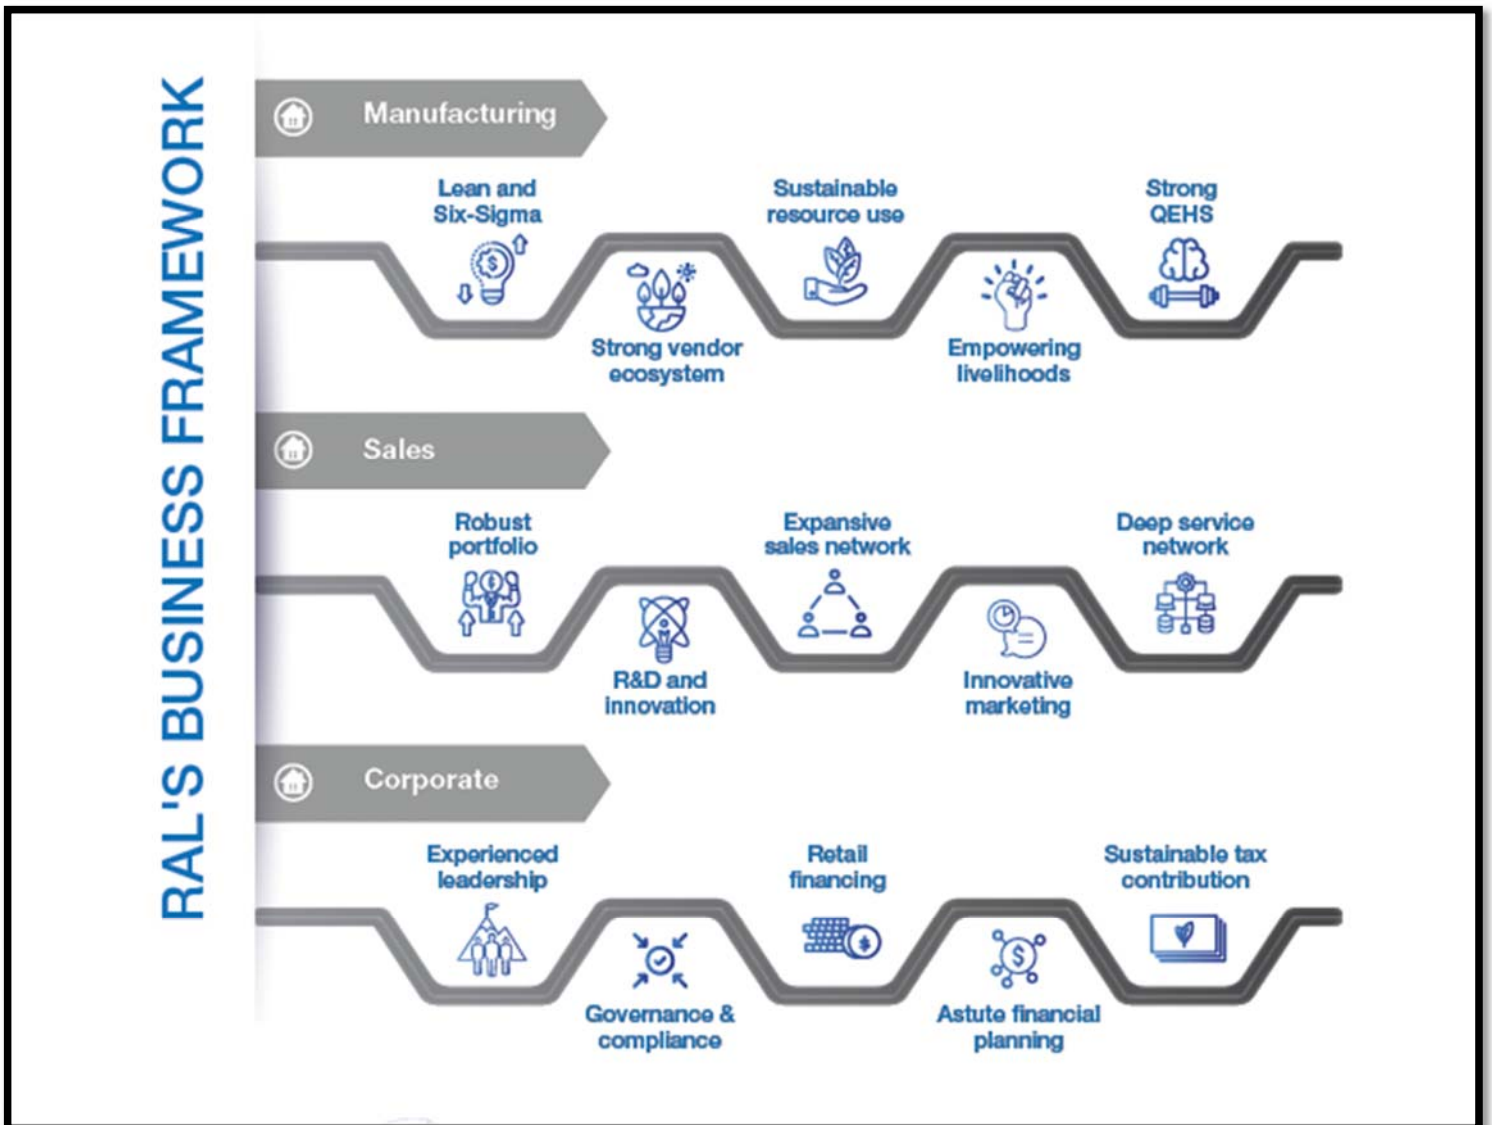 RAL'S BUSINESS FRAMEWORK
Manufacturing
Lean and
Six-Sigma
Strong vendor
ecosystem
Sustainable
resource use
Empowering
livelihoods
Strong
QEHS
Sales
Robust
portfolio
R&D and
innovation
Expansive
sales network
Innovative
marketing
Deep service
network
Corporate
Experienced
leadership
Governance &
compliance
Retail
financing
Astute financial
planning
Sustainable tax
contribution